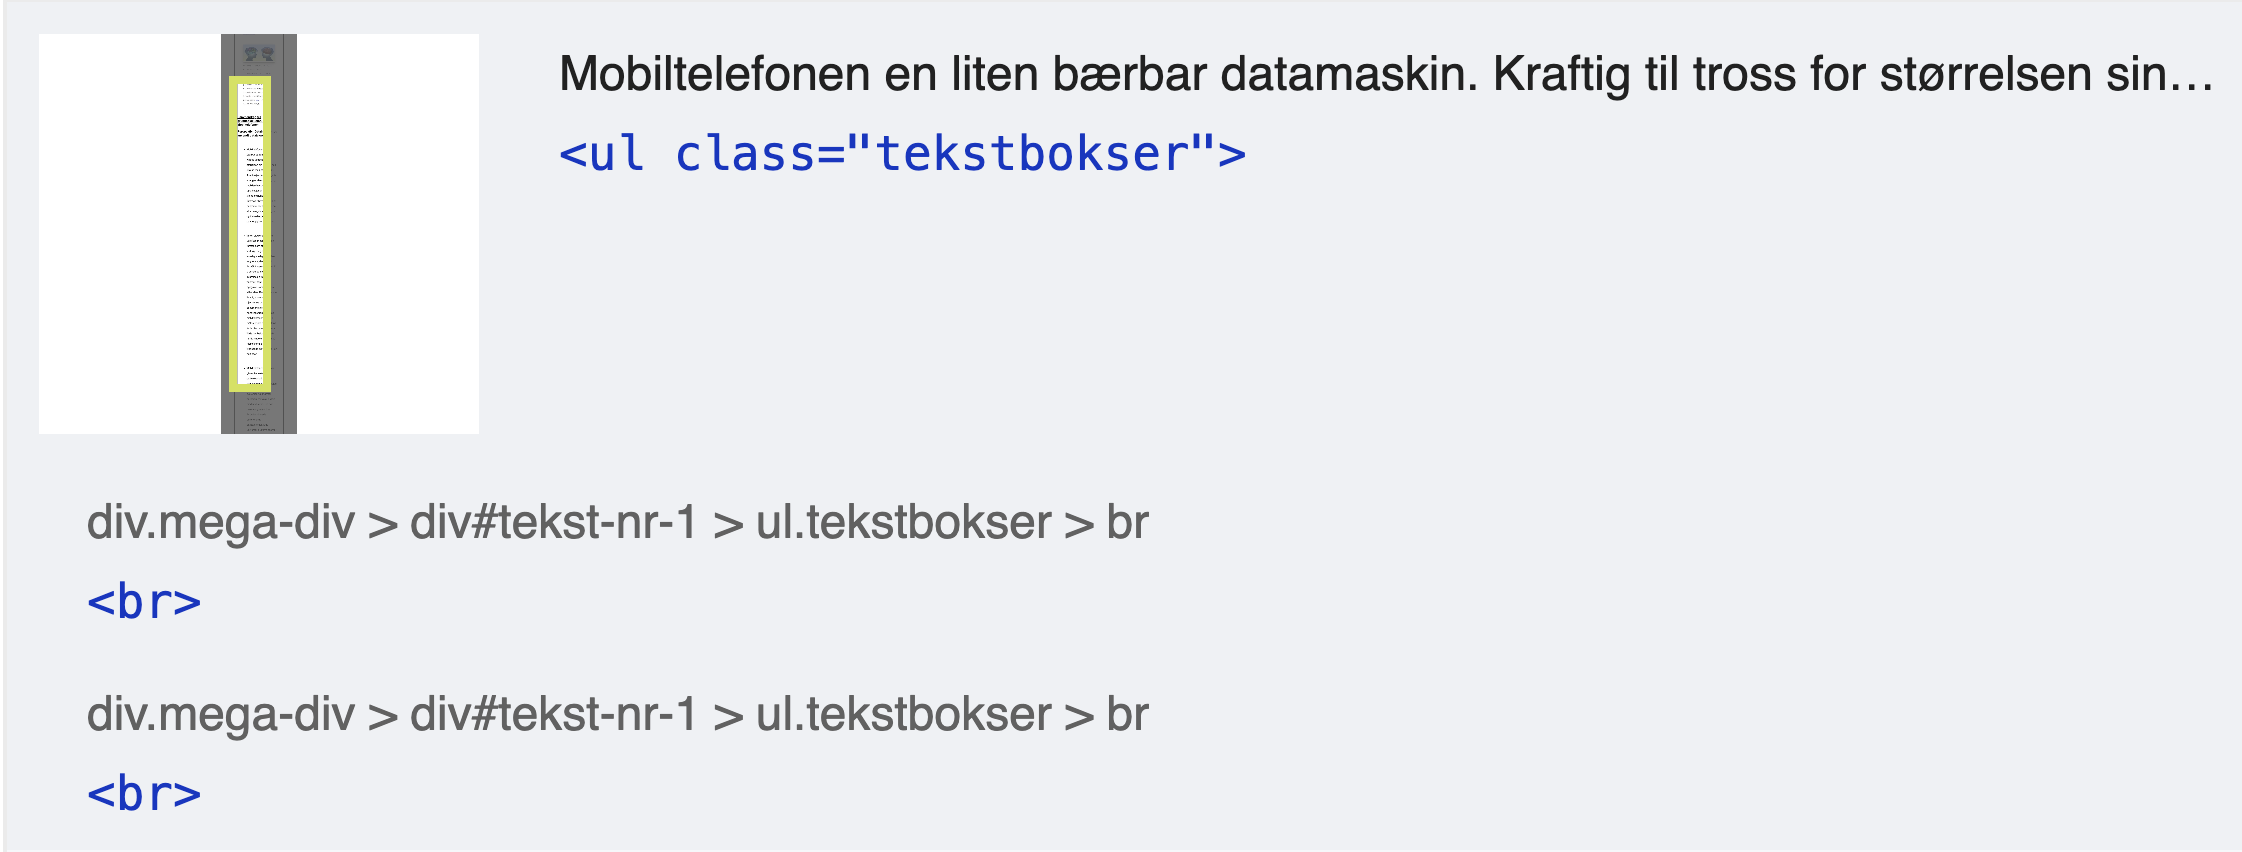 Mobiltelefonen en liten bærbar datamaskin. Kraftig til tross for størrelsen sin…
<ul class="tekstbokser">
div.mega-div > div#tekst-nr-1 > ul.tekstbokser > br
<br>
div.mega-div > div#tekst-nr-1 > ul.tekstbokser > br
<br>